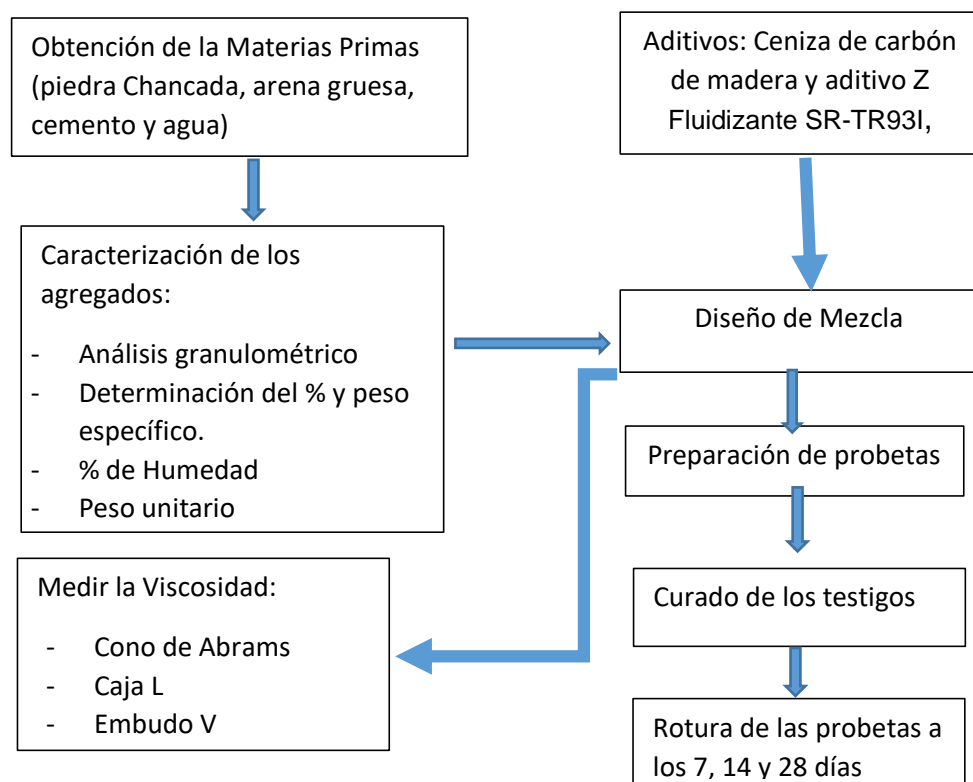 Obtención de la Materias Primas
(piedra Chancada, arena gruesa,
cemento y agua)
Aditivos: Ceniza de carbón
de madera y aditivo Z
Fluidizante SR-TR93I,
Caracterización de los
agregados:
- Análisis granulométrico
- Determinación del % y peso
específico.
- % de Humedad
- Peso unitario
Diseño de Mezcla
Preparación de probetas
Medir la Viscosidad:
- Cono de Abrams
- Caja L
- Embudo V
Curado de los testigos
Rotura de las probetas a
los 7, 14 y 28 días